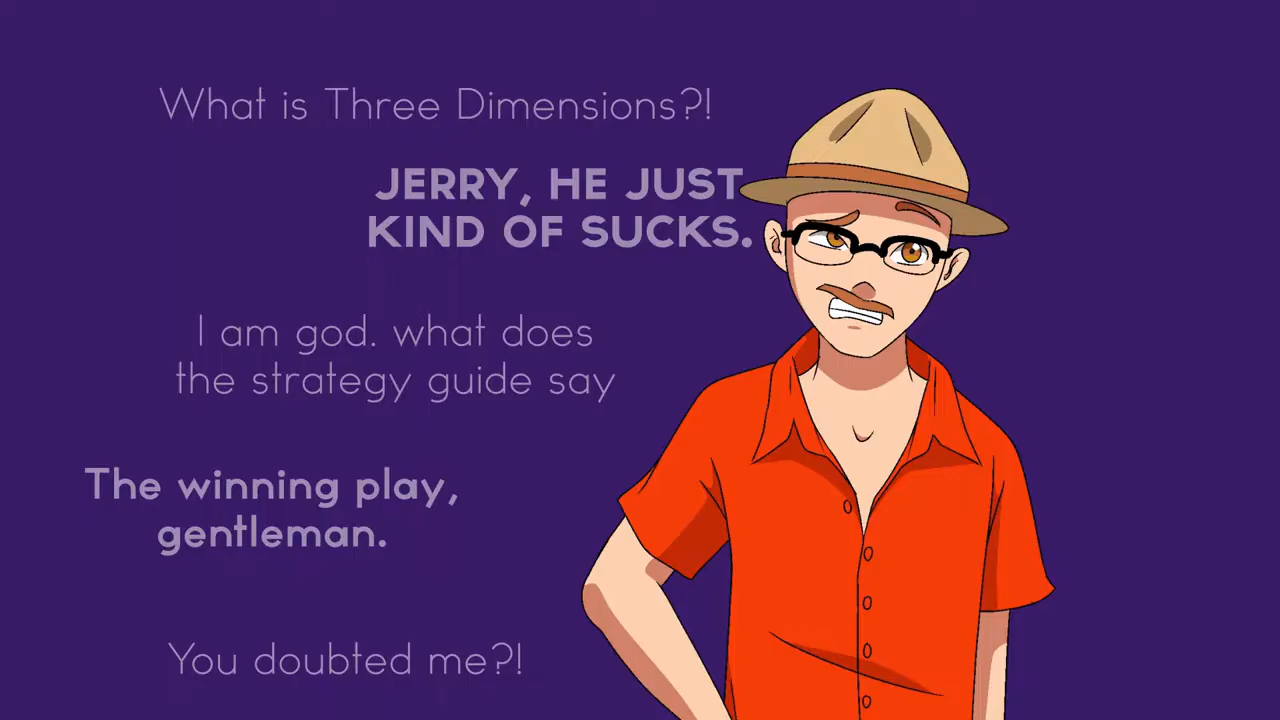 What is Three Dimensions?!
JERRY, HE JUST
KIND OF SUCKS.
I am god. what does
the strategy guide say
The winning play,
gentleman.
You doubted me?!